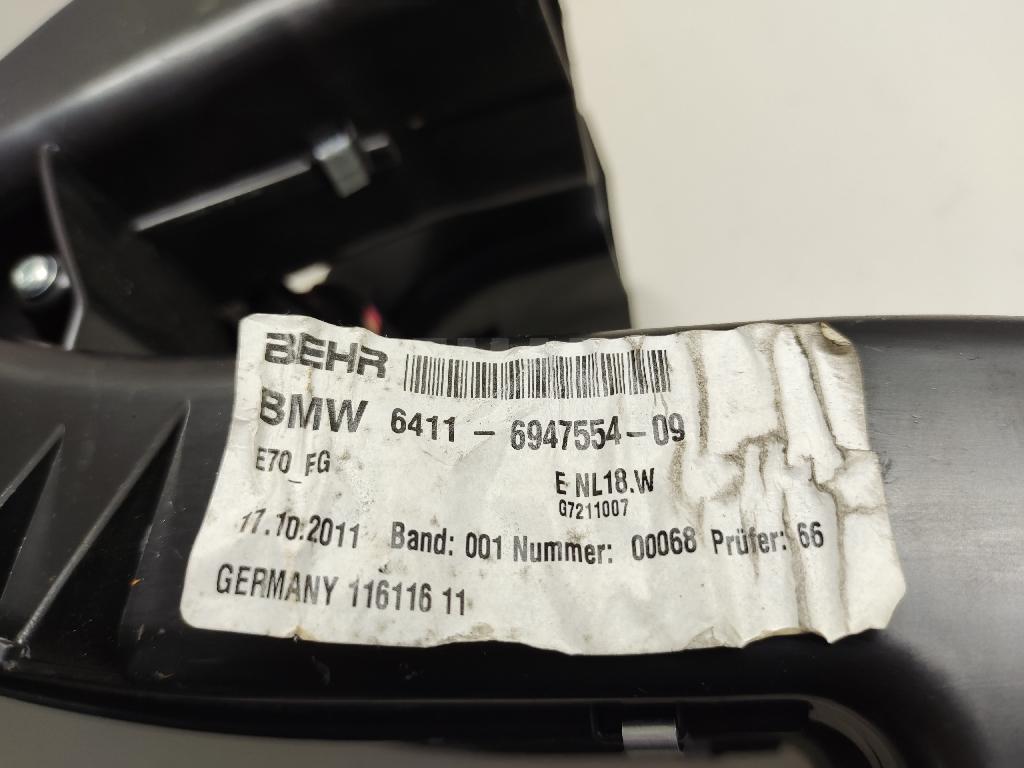 BEHR
BMW 6411 - 6947554-09
E70_FG
E NL18.W
G7211007
17.10.2011 Band: 001 Nummer: 00068 Prüfer: 66
GERMANY 116116 11